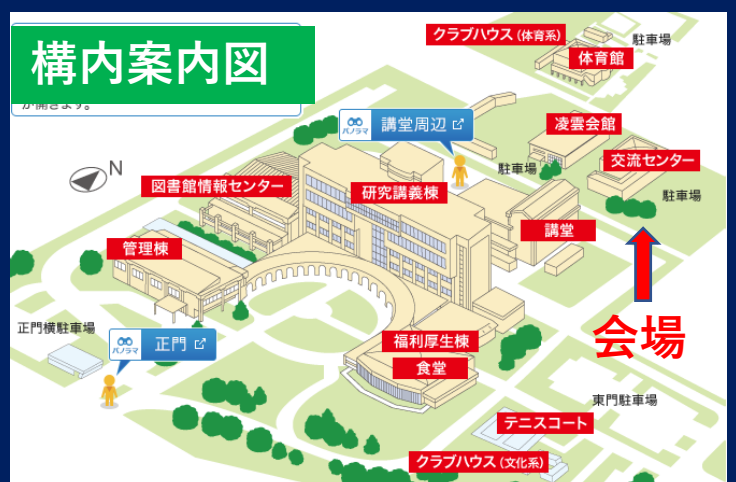 構内案内図
が開きます。
クラブハウス（体育系）
駐車場
体育館
パノラマ
講堂周辺
凌雲会館
交流センター
駐車場
N
図書館情報センター
研究講義棟
駐車場
講堂
管理棟
会場
正門横駐車場
パノラマ
正門
福利厚生棟
食堂
東門駐車場
テニスコート
クラブハウス（文化系）